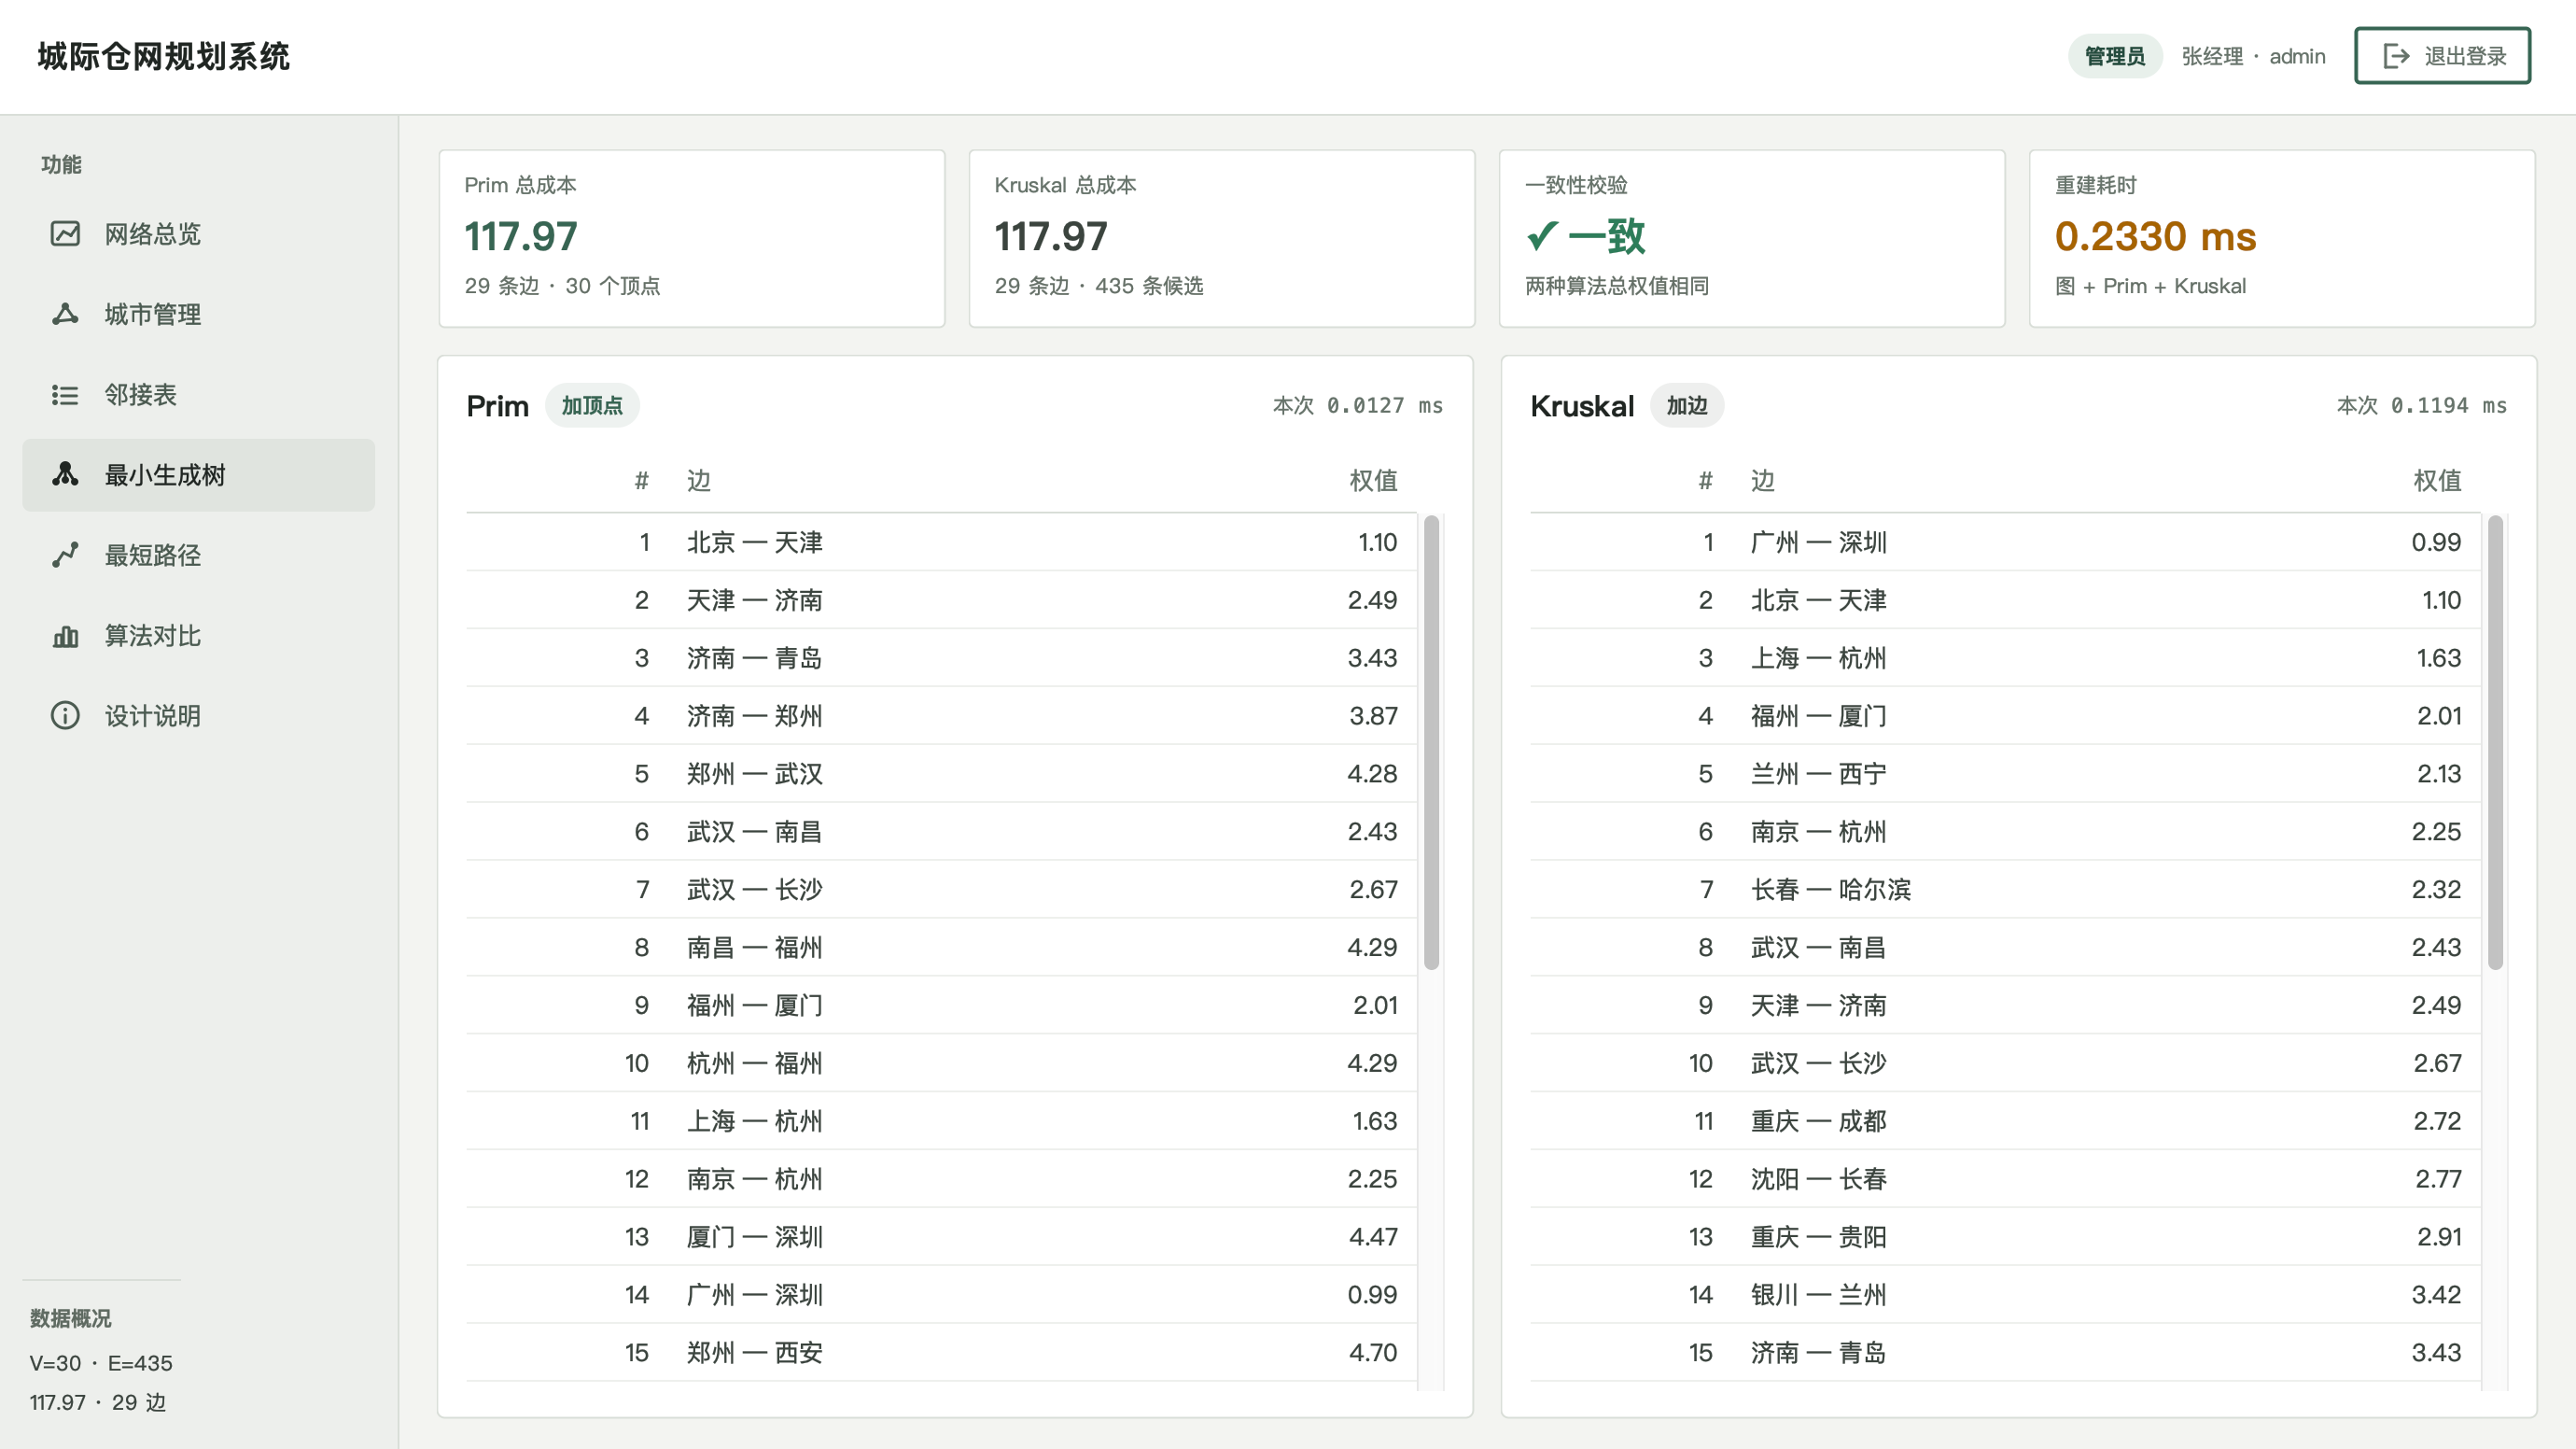 城际仓网规划系统
管理员 张经理 · admin 退出登录
功能
网络总览
城市管理
邻接表
最小生成树
最短路径
算法对比
设计说明
数据概况
V=30 · E=435
117.97 · 29 边
Prim 总成本
117.97
29 条边 · 30 个顶点
Kruskal 总成本
117.97
29 条边 · 435 条候选
一致性校验
✓ 一致
两种算法总权值相同
重建耗时
0.2330 ms
图 + Prim + Kruskal
Prim 加顶点 本次 0.0127 ms
# 边 权值
1 北京 — 天津 1.10
2 天津 — 济南 2.49
3 济南 — 青岛 3.43
4 济南 — 郑州 3.87
5 郑州 — 武汉 4.28
6 武汉 — 南昌 2.43
7 武汉 — 长沙 2.67
8 南昌 — 福州 4.29
9 福州 — 厦门 2.01
10 杭州 — 福州 4.29
11 上海 — 杭州 1.63
12 南京 — 杭州 2.25
13 厦门 — 深圳 4.47
14 广州 — 深圳 0.99
15 郑州 — 西安 4.70
Kruskal 加边 本次 0.1194 ms
# 边 权值
1 广州 — 深圳 0.99
2 北京 — 天津 1.10
3 上海 — 杭州 1.63
4 福州 — 厦门 2.01
5 兰州 — 西宁 2.13
6 南京 — 杭州 2.25
7 长春 — 哈尔滨 2.32
8 武汉 — 南昌 2.43
9 天津 — 济南 2.49
10 武汉 — 长沙 2.67
11 重庆 — 成都 2.72
12 沈阳 — 长春 2.77
13 重庆 — 贵阳 2.91
14 银川 — 兰州 3.42
15 济南 — 青岛 3.43